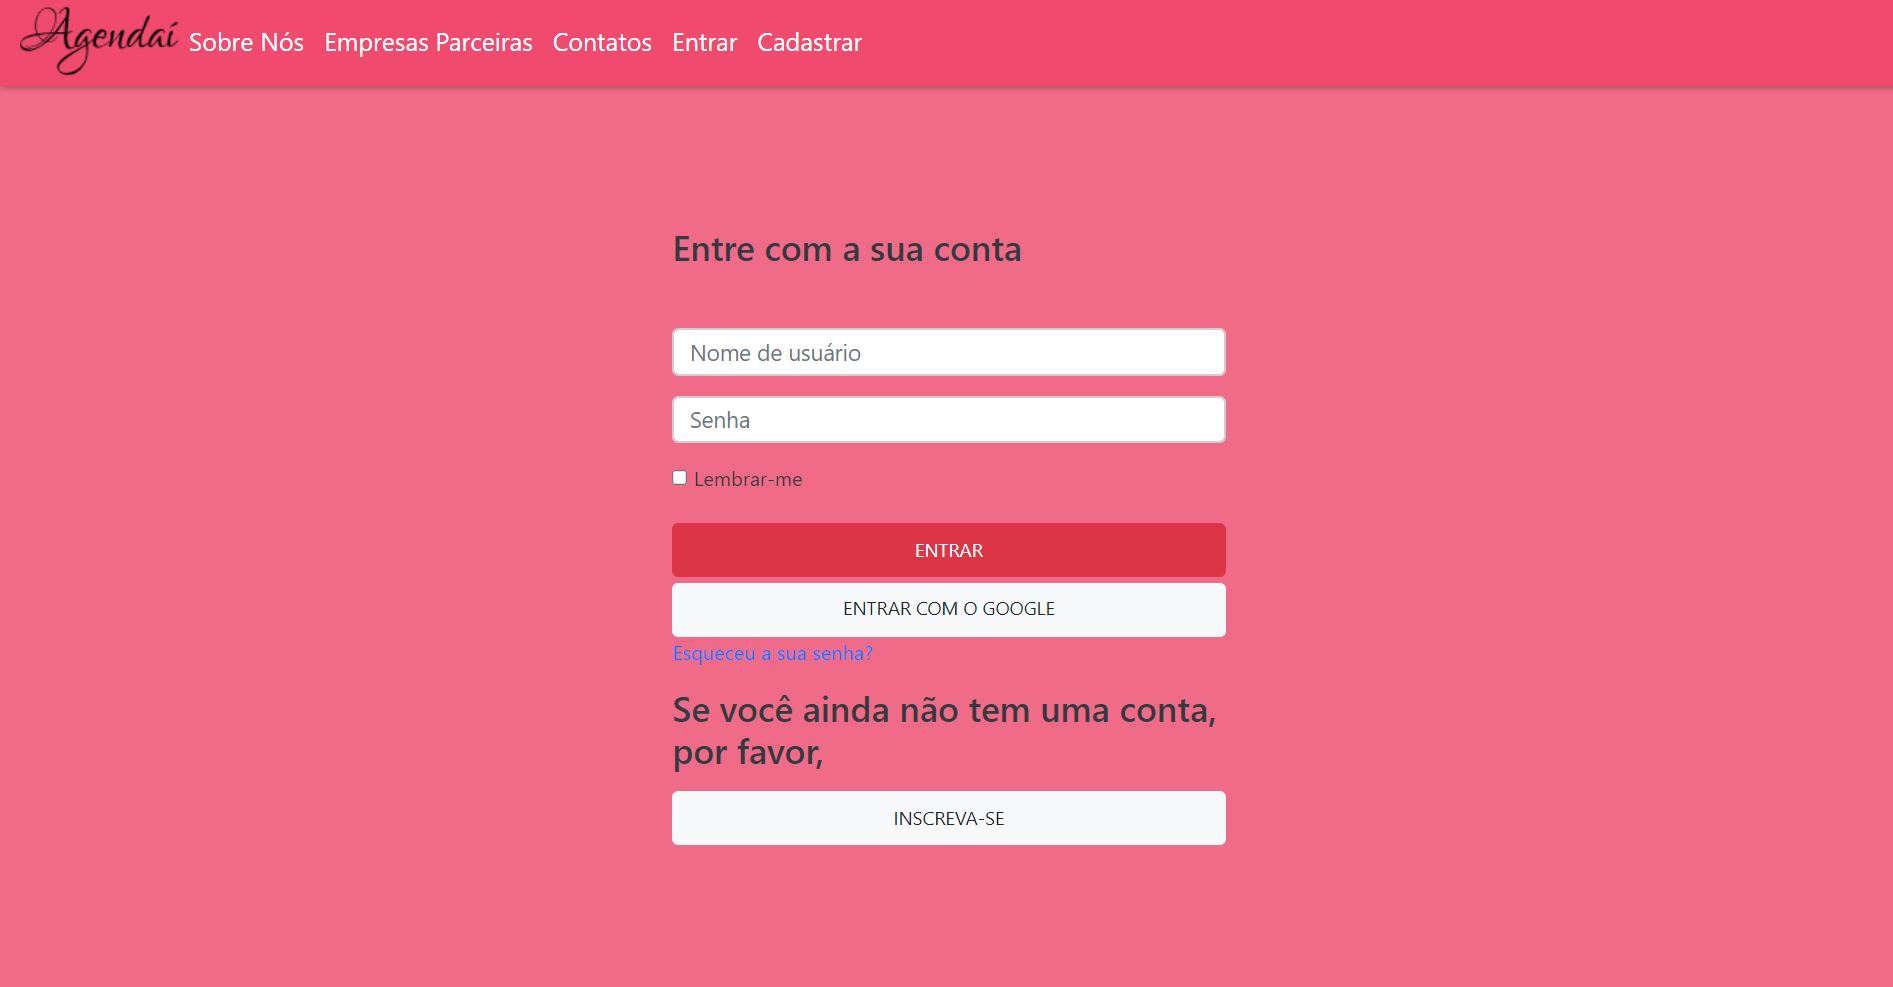 Agendaí
Sobre Nós Empresas Parceiras Contatos Entrar Cadastrar
Entre com a sua conta
Nome de usuário
Senha
Lembrar-me
ENTRAR
ENTRAR COM O GOOGLE
Esqueceu a sua senha?
Se você ainda não tem uma conta,
por favor,
INSCREVA-SE